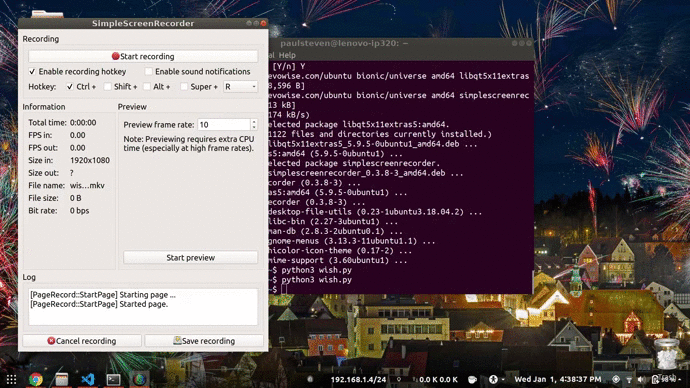 SimpleScreenRecorder
Recording
Start recording
Enable recording hotkey
Enable sound notifications
Hotkey:
Ctrl +
Shift +
Alt +
Super +
R
Information
Total time: 0:00:00
FPS in: 0.00
FPS out: 0.00
Size in: 1920x1080
Size out: ?
File name: wis...mkv
File size: 0 B
Bit rate: 0 bps
Preview
Preview frame rate: 10
Note: Previewing requires extra CPU
time (especially at high frame rates).
Start preview
Log
[PageRecord::StartPage] Starting page ...
[PageRecord::StartPage] Started page.
Cancel recording
Save recording
paulsteven@lenovo-ip320: ~
al Help
[Y/n] Y
evowise.com/ubuntu bionic/universe amd64 libqt5x11extras
8,596 B]
evowise.com/ubuntu bionic/universe amd64 simplescreenrec
13 kB]
174 kB/s)
elected package libqt5x11extras5:amd64.
1122 files and directories currently installed.)
libqt5x11extras5_5.9.5-0ubuntu1_amd64.deb ...
s5:amd64 (5.9.5-0ubuntu1) ...
elected package simplescreenrecorder.
simplescreenrecorder_0.3.8-3_amd64.deb ...
corder (0.3.8-3) ...
as5:amd64 (5.9.5-0ubuntu1) ...
corder (0.3.8-3) ...
desktop-file-utils (0.23-1ubuntu3.18.04.2) ...
libc-bin (2.27-3ubuntu1) ...
man-db (2.8.3-2ubuntu0.1) ...
gnome-menus (3.13.3-11ubuntu1.1) ...
hicolor-icon-theme (0.17-2) ...
mime-support (3.60ubuntu1) ...
~$ python3 wish.py
~$ python3 wish.py
~$
Trash
192.168.1.4/24
0.0 K 0.0 K
Wed Jan 1, 4:38:37 PM